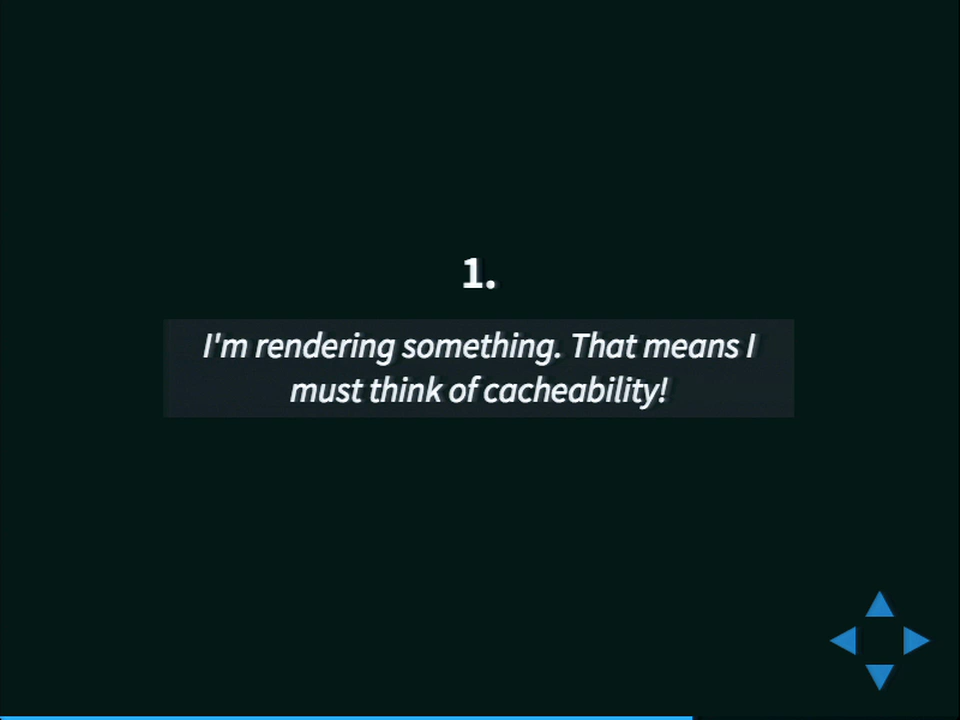 1.
I'm rendering something. That means I
must think of cacheability!